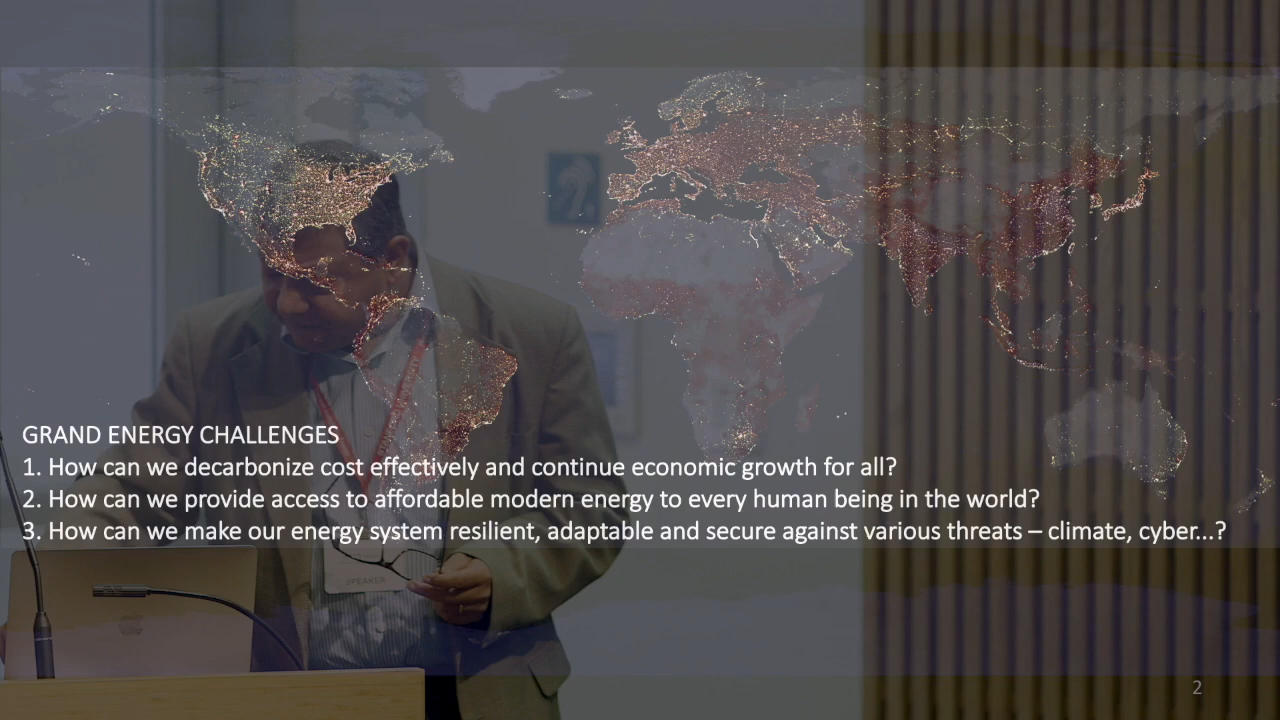 GRAND ENERGY CHALLENGES
1. How can we decarbonize cost effectively and continue economic growth for all?
2. How can we provide access to affordable modern energy to every human being in the world?
3. How can we make our energy system resilient, adaptable and secure against various threats – climate, cyber...?
SPEAKER
2